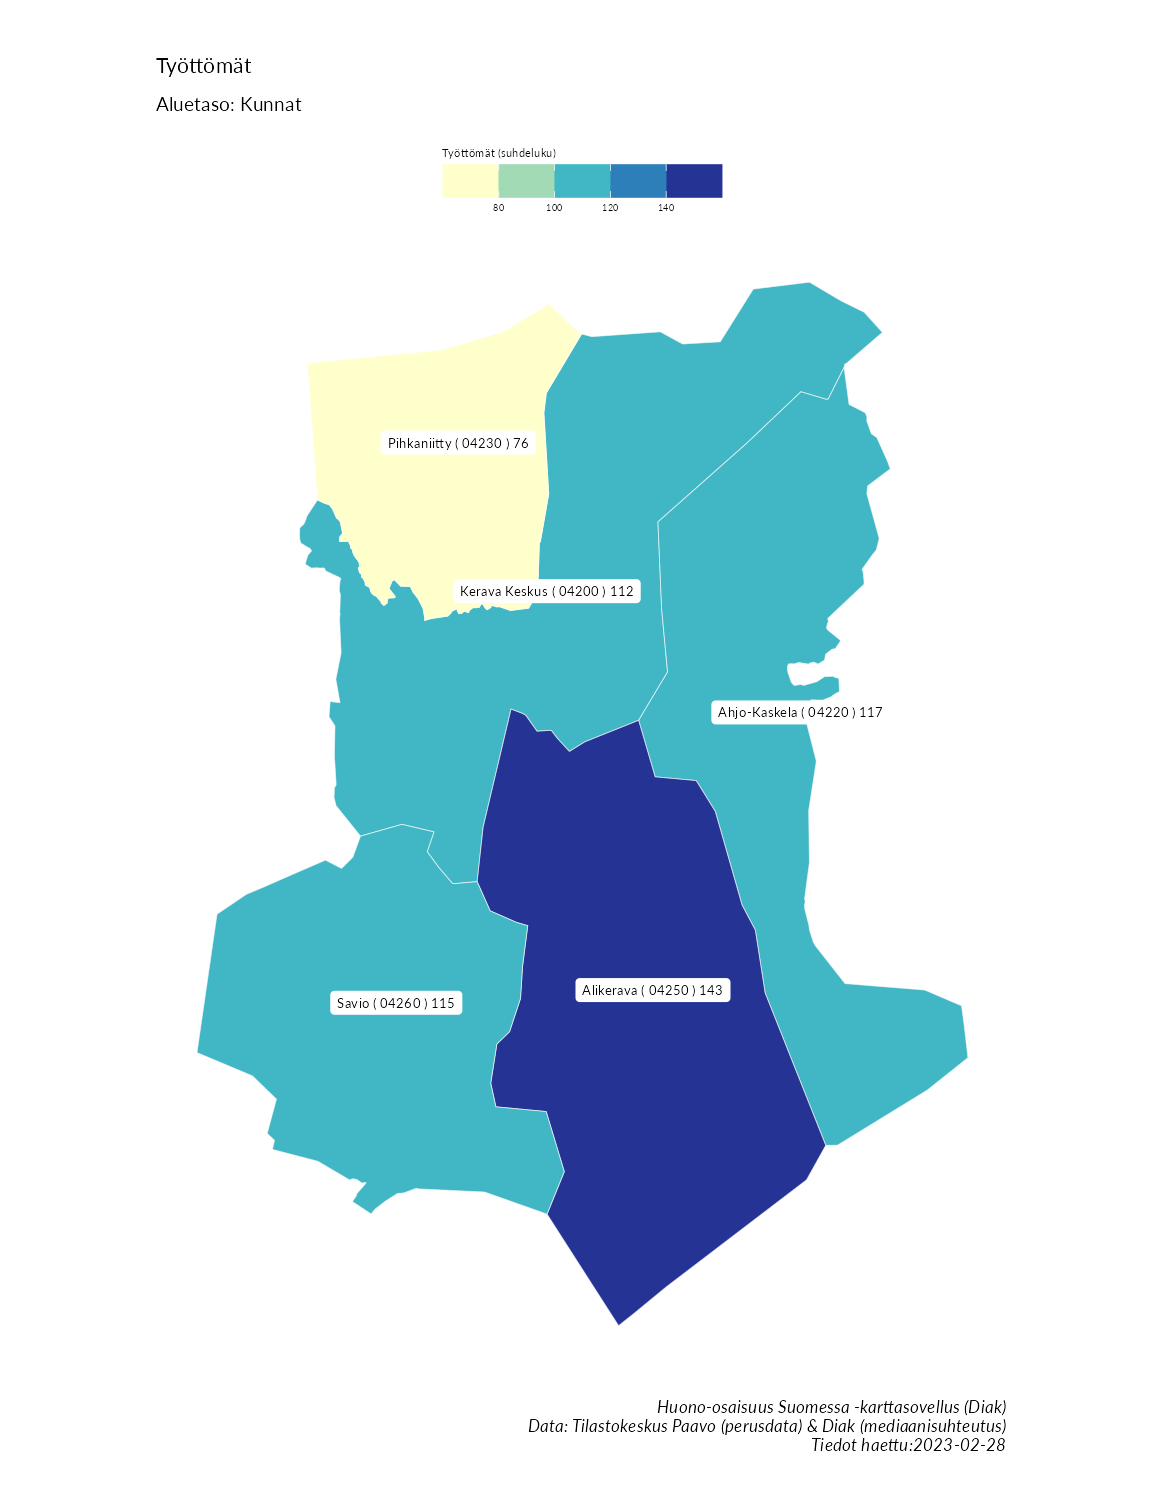 Työttömät
Aluetaso: Kunnat
Työttömät (suhdeluku)
80 100 120 140
Pihkaniitty ( 04230 ) 76
Kerava Keskus ( 04200 ) 112
Ahjo-Kaskela ( 04220 ) 117
Alikerava ( 04250 ) 143
Savio ( 04260 ) 115
Huono-osaisuus Suomessa -karttasovellus (Diak)
Data: Tilastokeskus Paavo (perusdata) & Diak (mediaanisuhteutus)
Tiedot haettu:2023-02-28